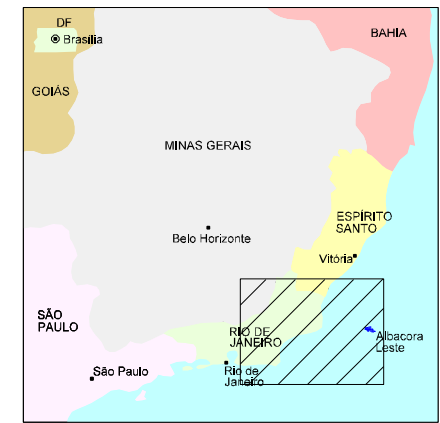 DF
Brasília
BAHIA
GOIÁS
MINAS GERAIS
ESPÍRITO
SANTO
Belo Horizonte
Vitória
SÃO
PAULO
RIO DE
JANEIRO
Albacora
Leste
São Paulo
Rio de
Janeiro